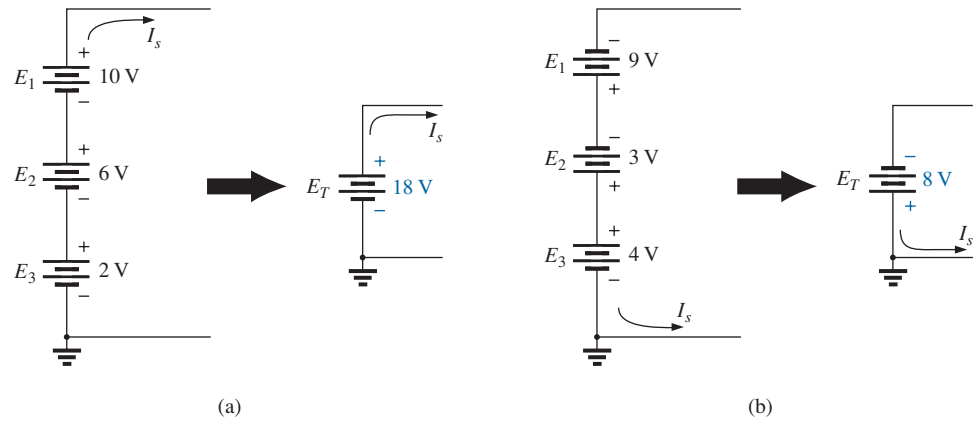 +
I_s
E_1
10 V
−
+
E_2
6 V
−
+
E_3
2 V
−
I_s
+
E_T
18 V
−
(a)
−
E_1
9 V
+
−
E_2
3 V
+
+
E_3
4 V
−
I_s
−
E_T
8 V
+
I_s
(b)